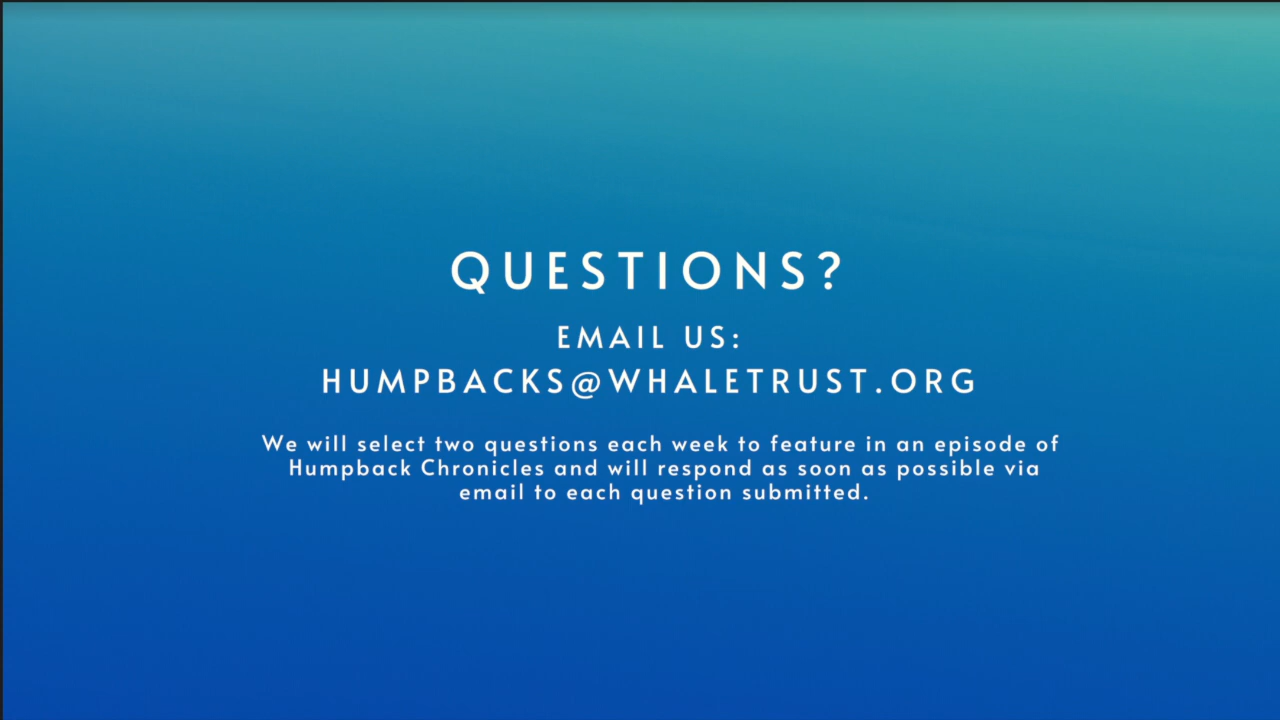 QUESTIONS?
EMAIL US:
HUMPBACKS@WHALETRUST.ORG
We will select two questions each week to feature in an episode of
Humpback Chronicles and will respond as soon as possible via
email to each question submitted.